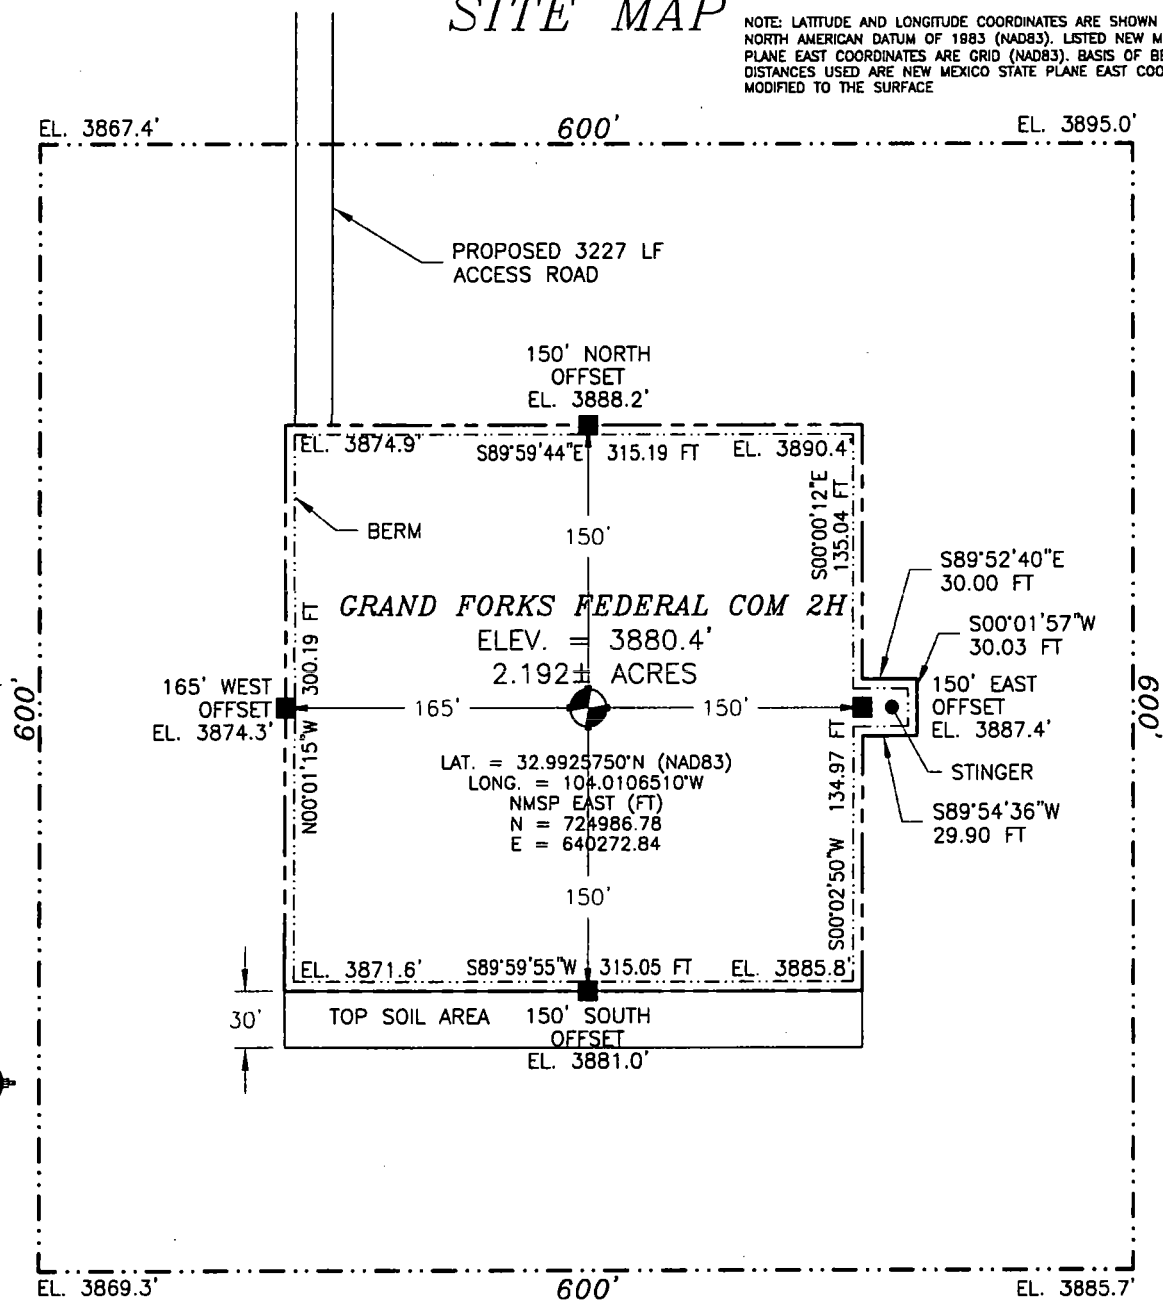 SITE MAP
NOTE: LATITUDE AND LONGITUDE COORDINATES ARE SHOWN
NORTH AMERICAN DATUM OF 1983 (NAD83). LISTED NEW M
PLANE EAST COORDINATES ARE GRID (NAD83). BASIS OF BE
DISTANCES USED ARE NEW MEXICO STATE PLANE EAST COO
MODIFIED TO THE SURFACE
EL. 3867.4'
600'
EL. 3895.0'
PROPOSED 3227 LF
ACCESS ROAD
150' NORTH
OFFSET
EL. 3888.2'
EL. 3874.9'
S89°59'44"E
315.19 FT
EL. 3890.4'
S00°00'12"E
135.04 FT
BERM
150'
S89°52'40"E
30.00 FT
GRAND FORKS FEDERAL COM 2H
ELEV. = 3880.4'
2.192± ACRES
S00°01'57"W
30.03 FT
N00°01'15"W 300.19 FT
600'
165' WEST
OFFSET
EL. 3874.3'
165'
150'
150' EAST
OFFSET
EL. 3887.4'
600'
STINGER
LAT. = 32.9925750°N (NAD83)
LONG. = 104.0106510°W
NMSP EAST (FT)
N = 724986.78
E = 640272.84
S89°54'36"W
29.90 FT
S00°02'50"W 134.97 FT
150'
EL. 3871.6'
S89°59'55"W
315.05 FT
EL. 3885.8'
30'
TOP SOIL AREA
150' SOUTH
OFFSET
EL. 3881.0'
EL. 3869.3'
600'
EL. 3885.7'